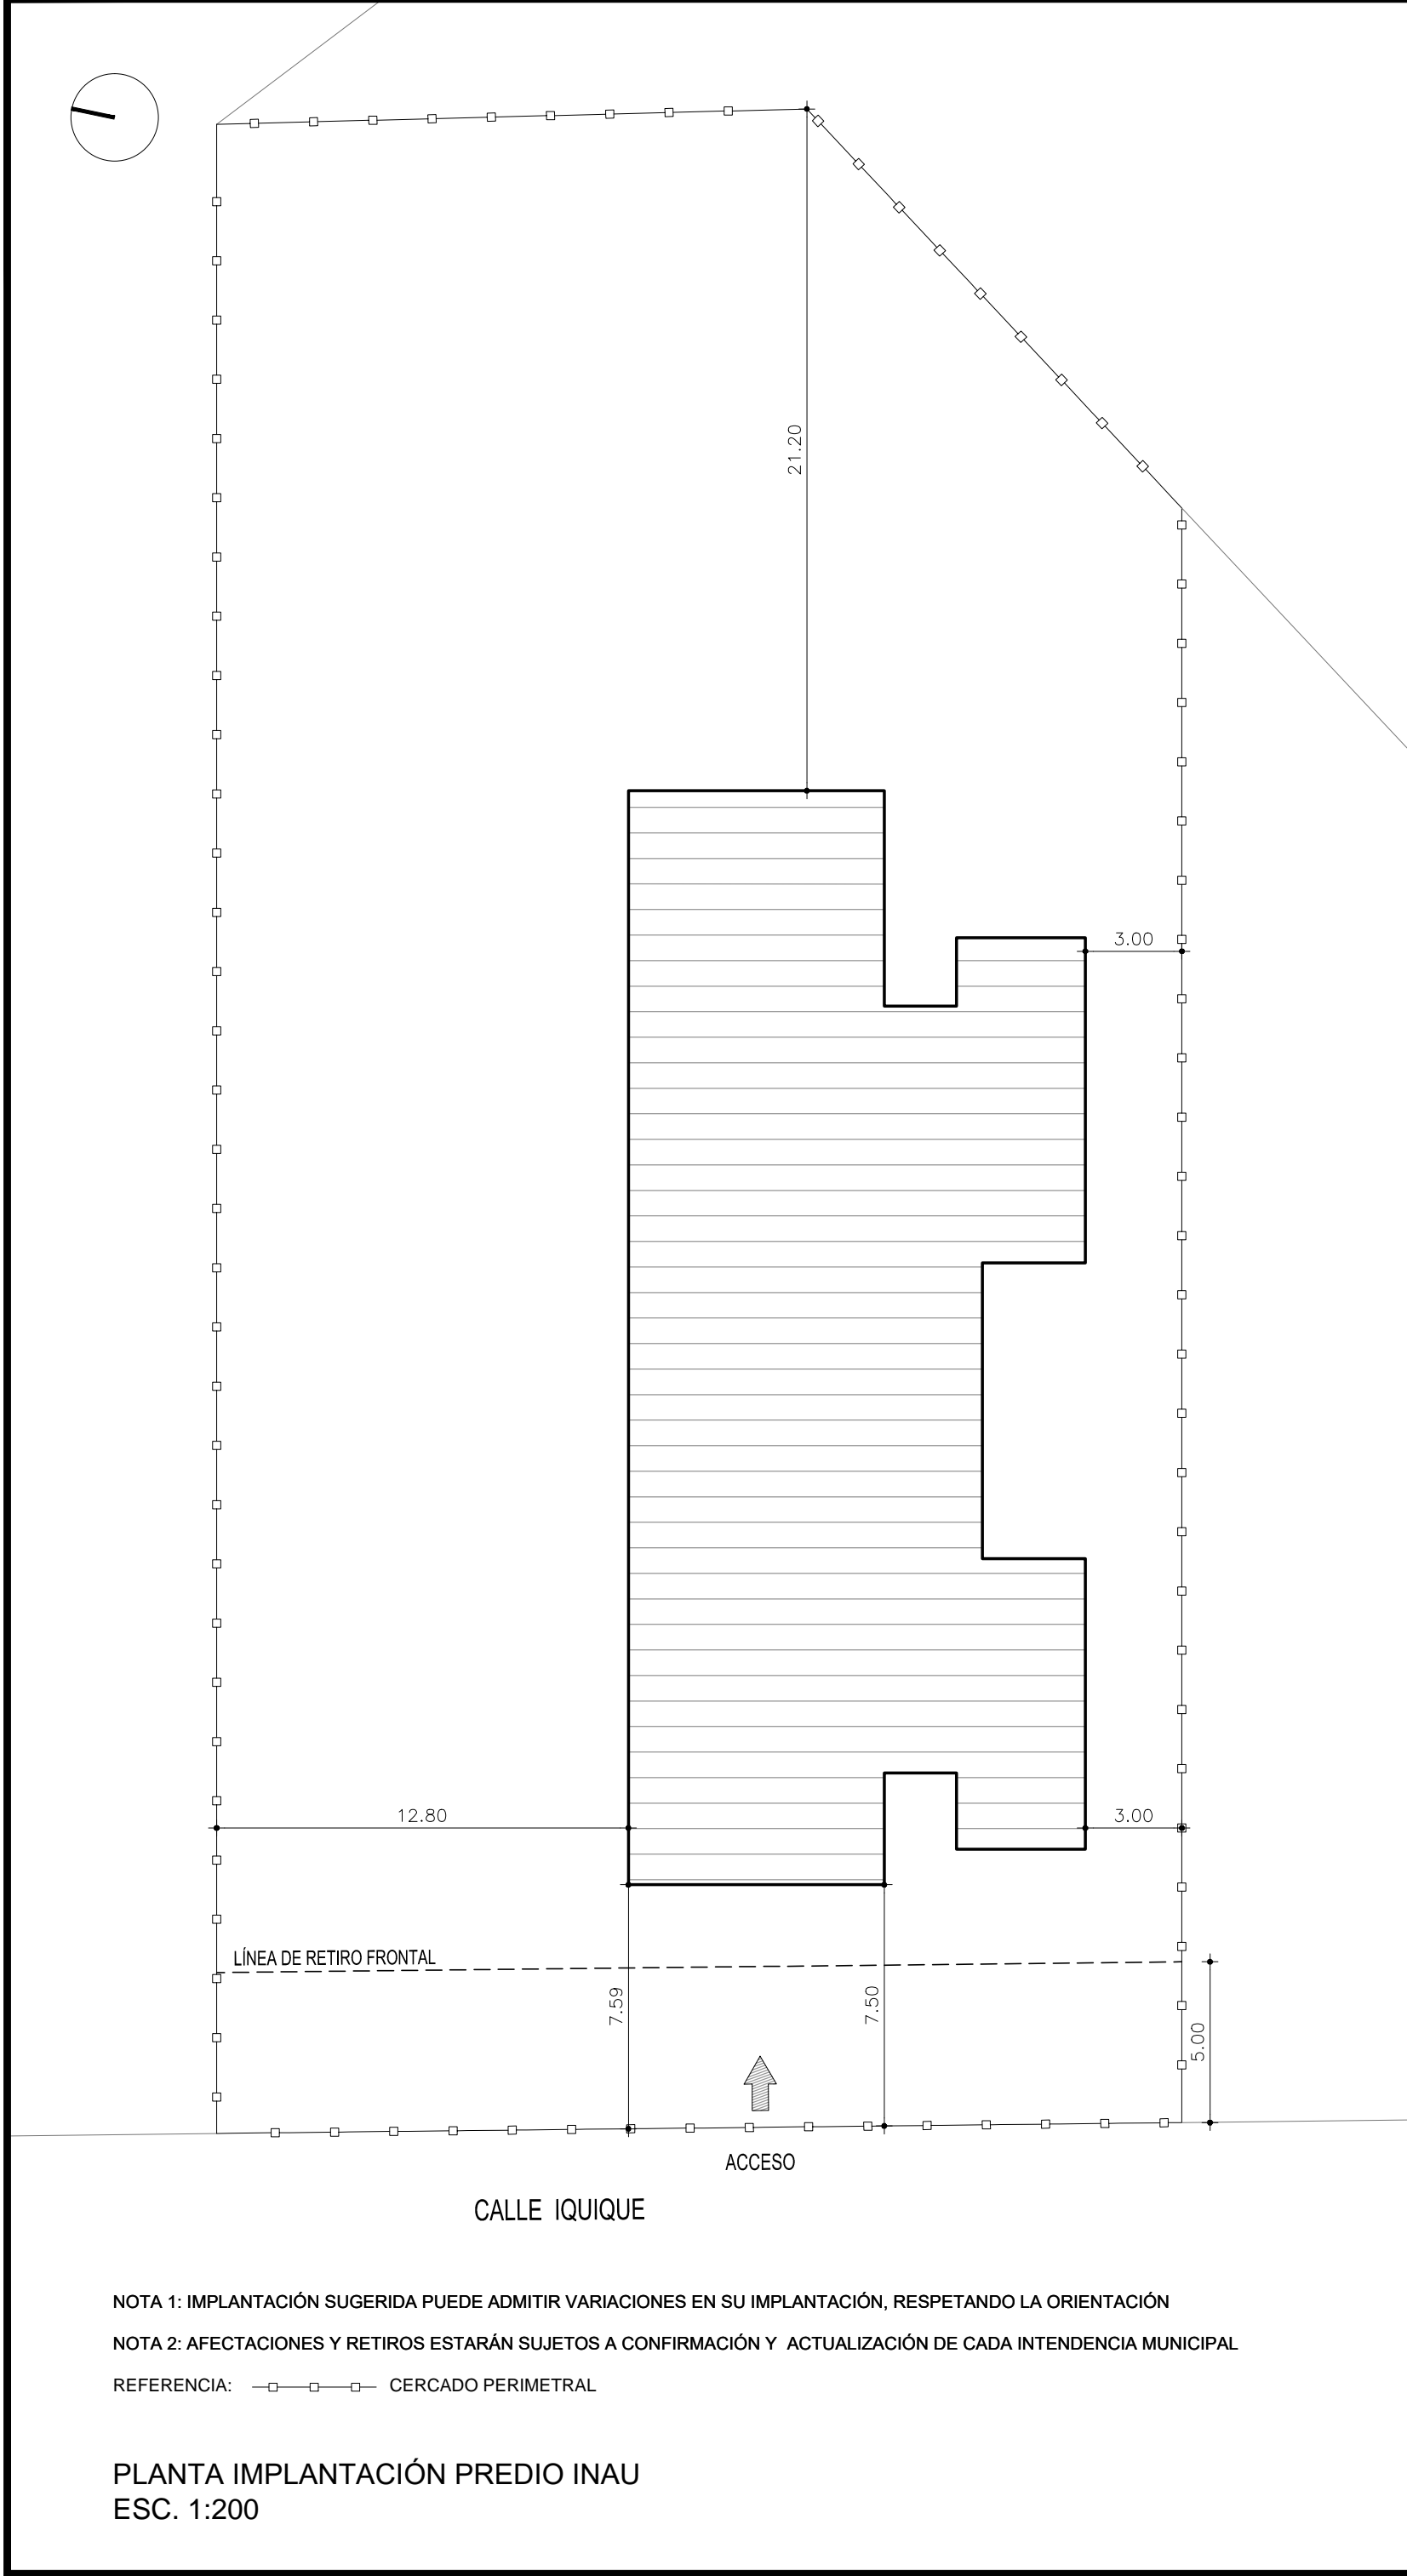 21.20
3.00
12.80
3.00
LÍNEA DE RETIRO FRONTAL
7.59
7.50
5.00
ACCESO
CALLE IQUIQUE
NOTA 1: IMPLANTACIÓN SUGERIDA PUEDE ADMITIR VARIACIONES EN SU IMPLANTACIÓN, RESPETANDO LA ORIENTACIÓN
NOTA 2: AFECTACIONES Y RETIROS ESTARÁN SUJETOS A CONFIRMACIÓN Y ACTUALIZACIÓN DE CADA INTENDENCIA MUNICIPAL
REFERENCIA: CERCADO PERIMETRAL
PLANTA IMPLANTACIÓN PREDIO INAU
ESC. 1:200